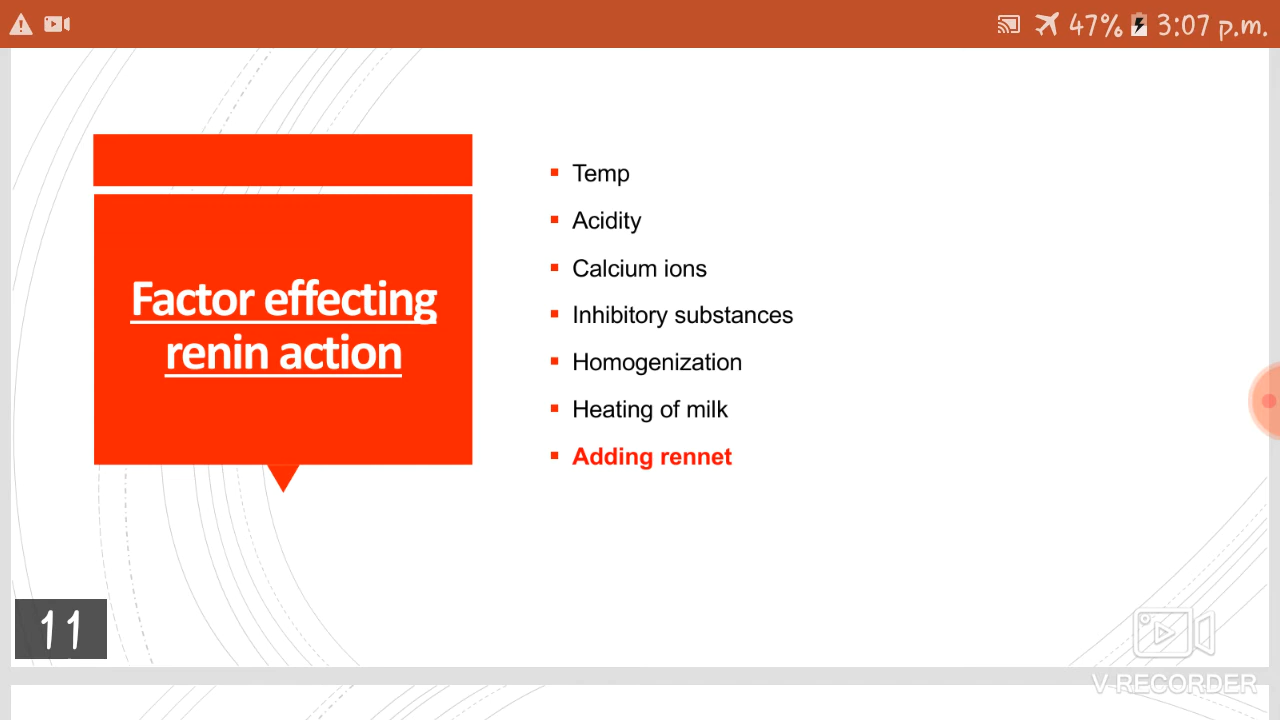 47% 3:07 p.m.
Factor effecting
renin action
Temp
Acidity
Calcium ions
Inhibitory substances
Homogenization
Heating of milk
Adding rennet
11
V-RECORDER